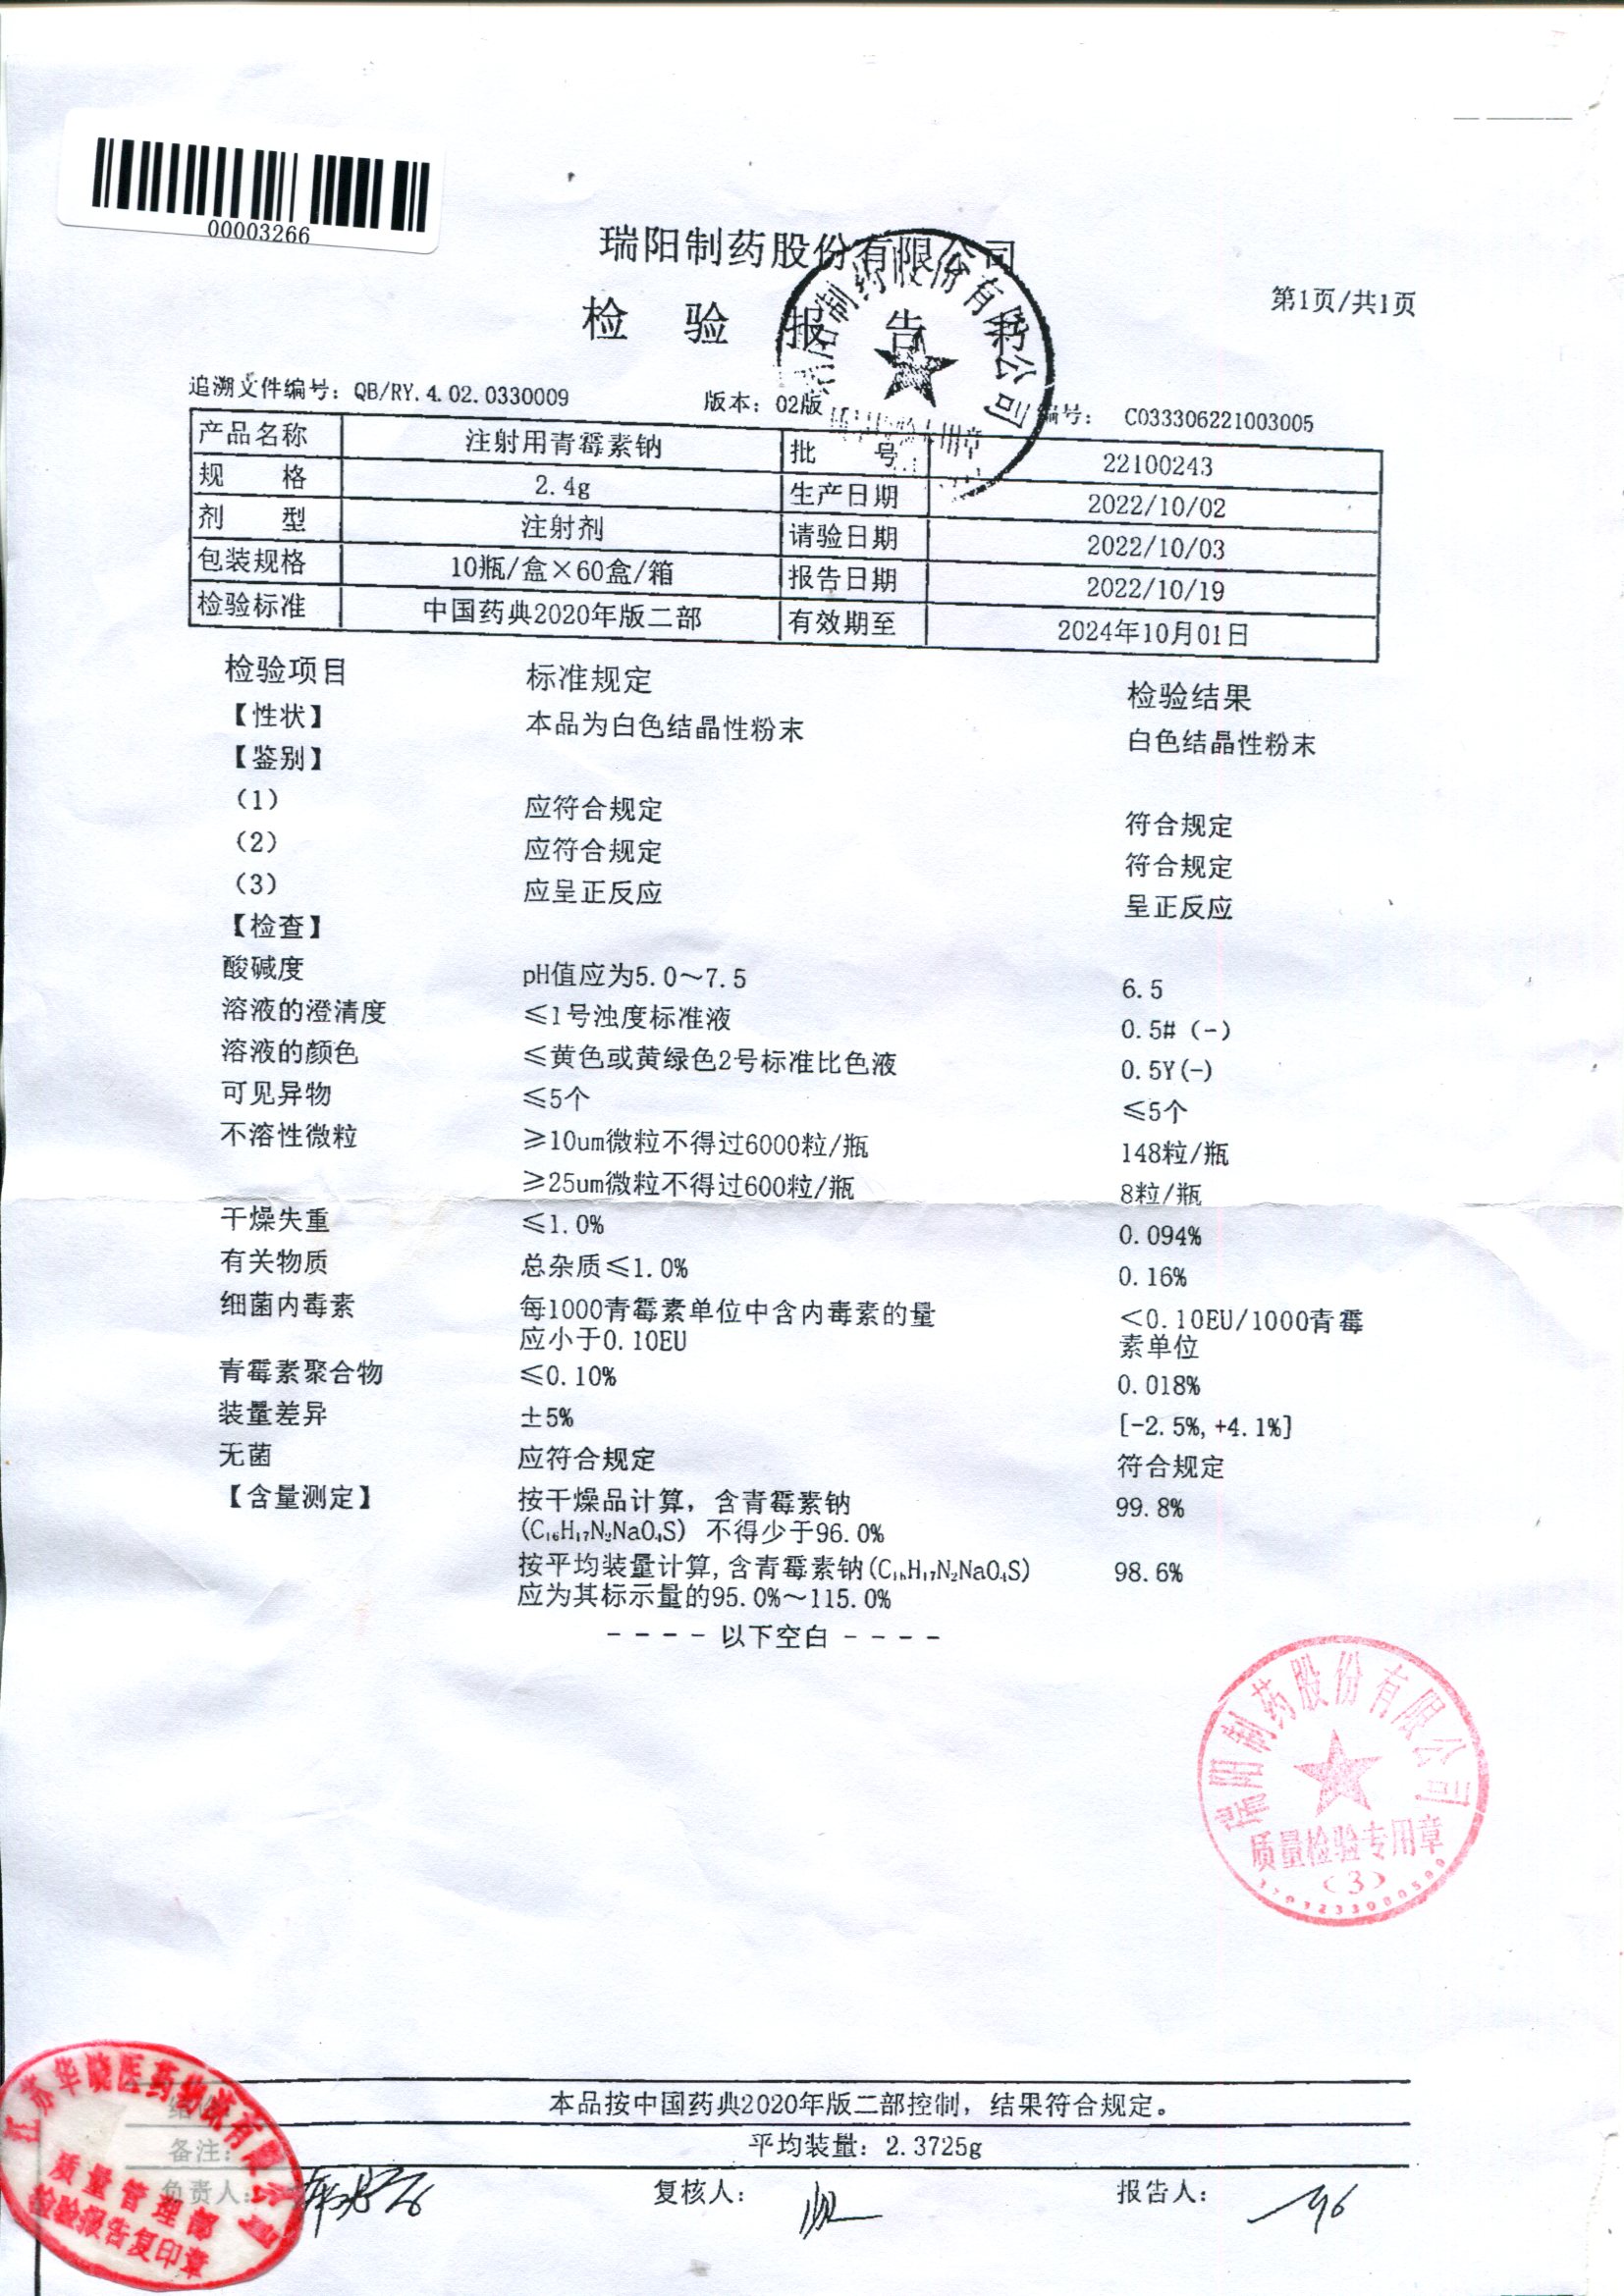 00003266
瑞阳制药股份有限公司
检 验 报 告 书
第1页/共1页
追溯文件编号：QB/RY.4.02.0330009 版本：02版 编号： C033306221003005
产品名称 注射用青霉素钠 批 号 22100243
规 格 2.4g 生产日期 2022/10/02
剂 型 注射剂 请验日期 2022/10/03
包装规格 10瓶/盒×60盒/箱 报告日期 2022/10/19
检验标准 中国药典2020年版二部 有效期至 2024年10月01日
检验项目 标准规定 检验结果
【性状】 本品为白色结晶性粉末 白色结晶性粉末
【鉴别】
(1) 应符合规定 符合规定
(2) 应符合规定 符合规定
(3) 应呈正反应 呈正反应
【检查】
酸碱度 pH值应为5.0～7.5 6.5
溶液的澄清度 ≤1号浊度标准液 0.5#(-)
溶液的颜色 ≤黄色或黄绿色2号标准比色液 0.5Y(-)
可见异物 ≤5个 ≤5个
不溶性微粒 ≥10um微粒不得过6000粒/瓶 148粒/瓶
≥25um微粒不得过600粒/瓶 8粒/瓶
干燥失重 ≤1.0% 0.094%
有关物质 总杂质≤1.0% 0.16%
细菌内毒素 每1000青霉素单位中含内毒素的量 <0.10EU/1000青霉
应小于0.10EU 素单位
青霉素聚合物 ≤0.10% 0.018%
装量差异 ±5% [-2.5%,+4.1%]
无菌 应符合规定 符合规定
【含量测定】 按干燥品计算，含青霉素钠 99.8%
(C₁₆H₁₇N₂NaO₄S) 不得少于96.0%
按平均装量计算,含青霉素钠(C₁₆H₁₇N₂NaO₄S) 98.6%
应为其标示量的95.0%～115.0%
- - - - 以下空白 - - - -
瑞阳制药股份有限公司
质量检验专用章
(3)
结论: 本品按中国药典2020年版二部控制，结果符合规定。
备注: 平均装量：2.3725g
负责人: 复核人： 报告人：
江苏华晓医药物流有限公司
质量管理部
检验报告复印章